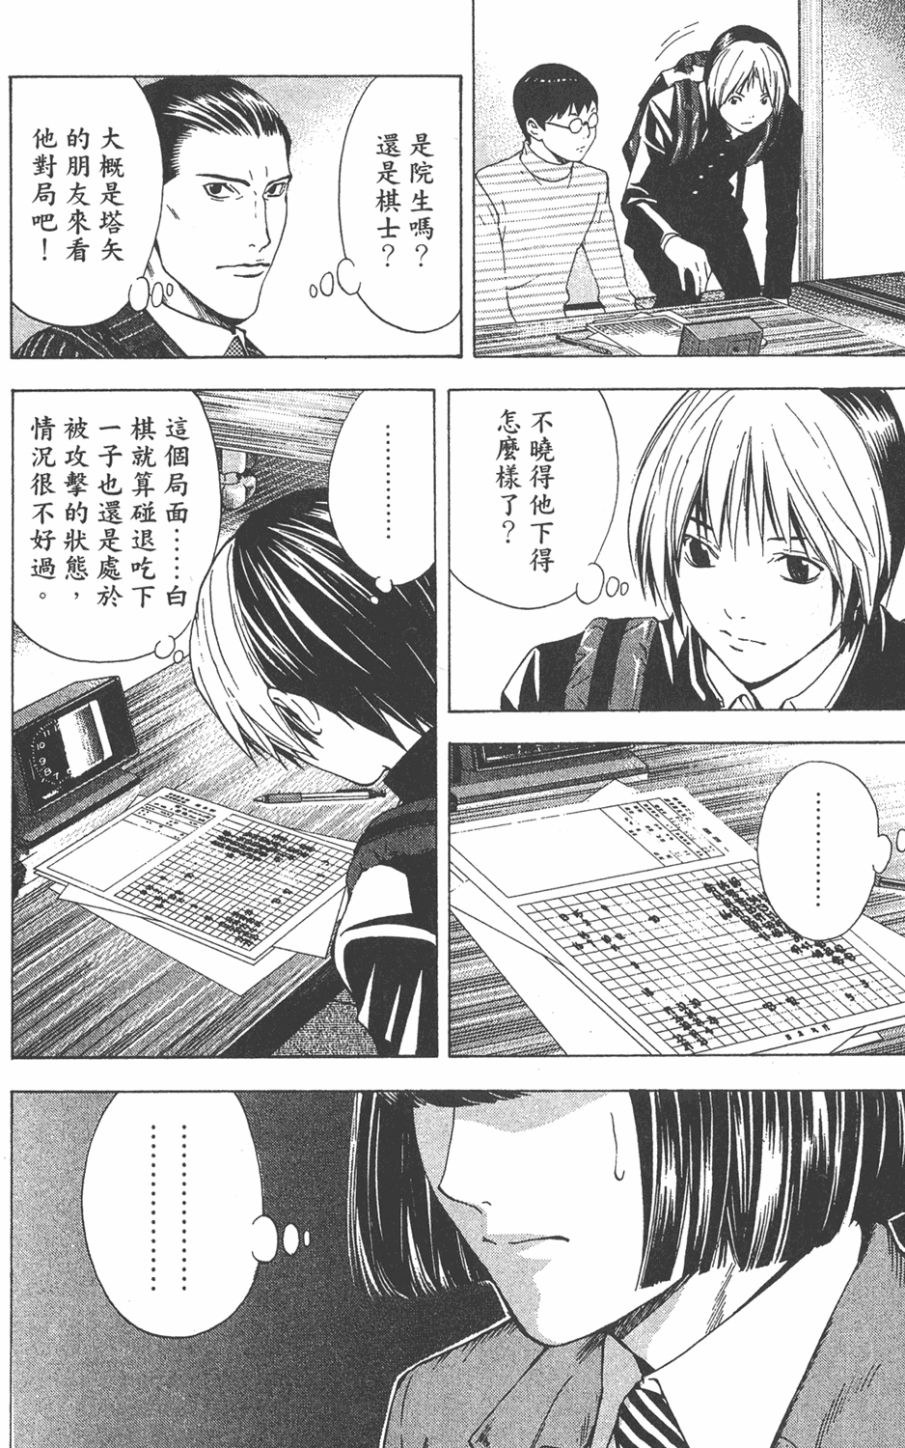 是院生嗎？
還是棋士？
大概是塔矢
的朋友來看
他對局吧！
不曉得他下得
怎麼樣了？
………
………
這個局面……白
棋就算碰退吃下
一子也還是處於
被攻擊的狀態，
情況很不好過。
…………
…………